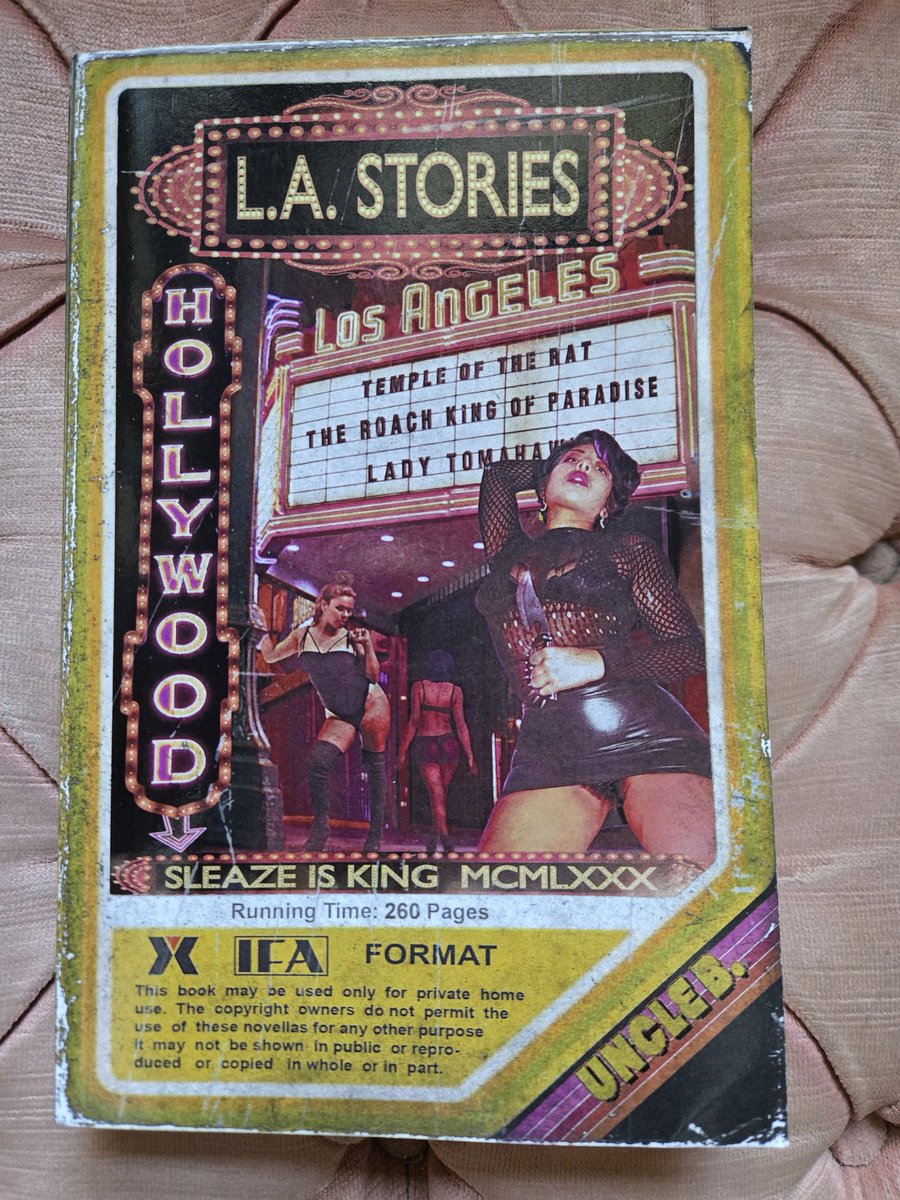 L.A. STORIES
HOLLYWOOD
LOS ANGELES
TEMPLE OF THE RAT
THE ROACH KING OF PARADISE
LADY TOMAHAW
SLEAZE IS KING MCMLXXX
Running Time: 260 Pages
IFA FORMAT
This book may be used only for private home
use. The copyright owners do not permit the
use of these novellas for any other purpose
it may not be shown in public or repro-
duced or copied in whole or in part.
UNCLE B.